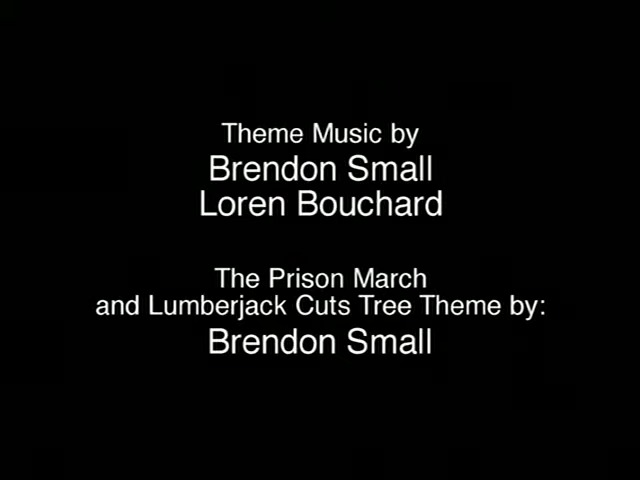 Theme Music by
Brendon Small
Loren Bouchard
The Prison March
and Lumberjack Cuts Tree Theme by:
Brendon Small